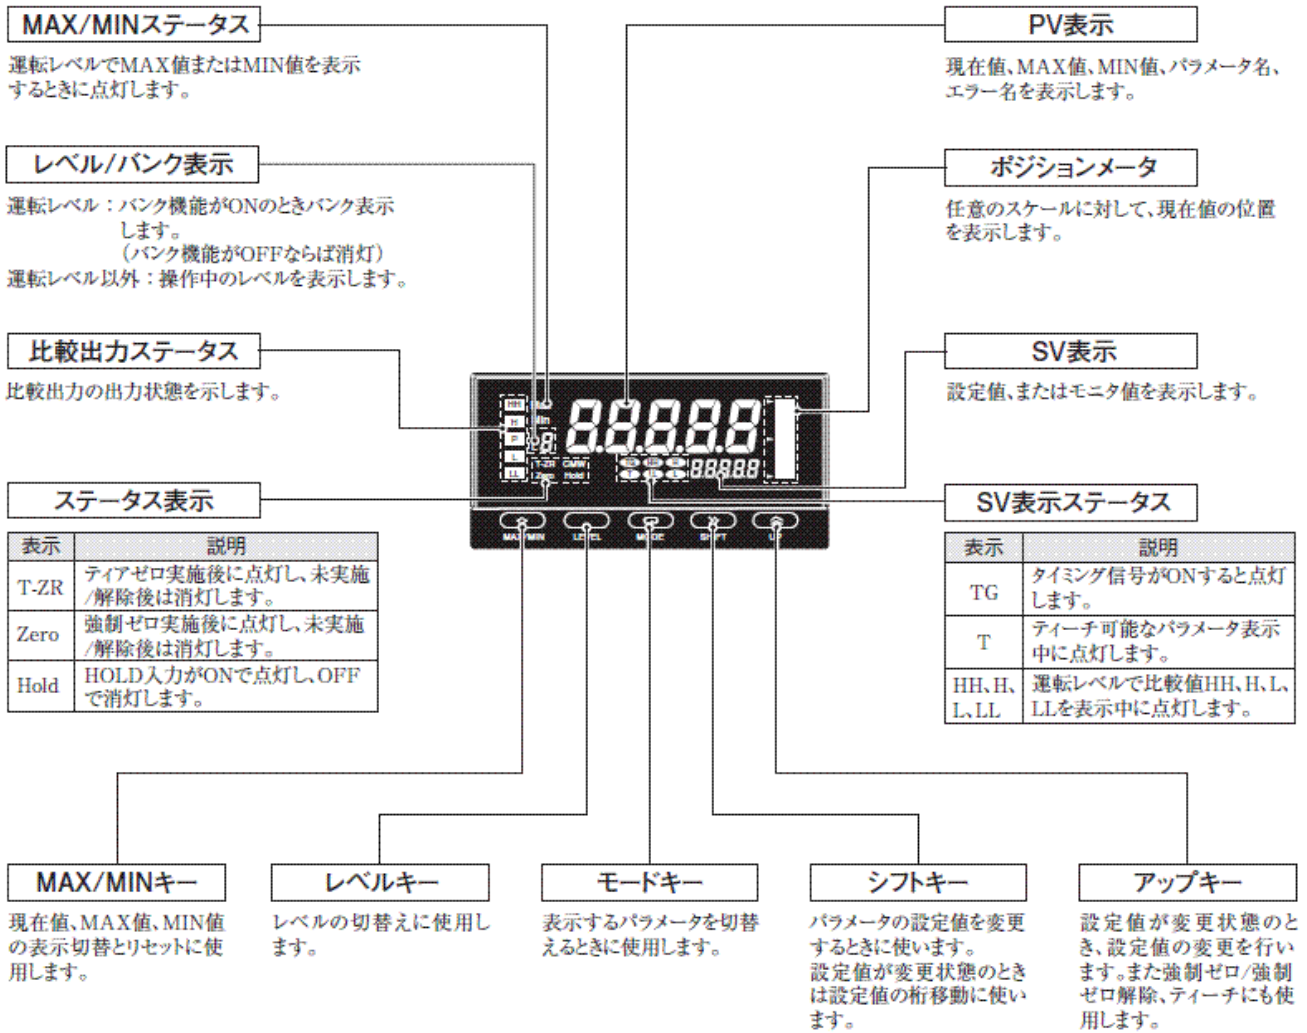 MAX/MINステータス
運転レベルでMAX値またはMIN値を表示
するときに点灯します。
レベル/バンク表示
運転レベル：バンク機能がONのときバンク表示
します。
（バンク機能がOFFならば消灯）
運転レベル以外：操作中のレベルを表示します。
比較出力ステータス
比較出力の出力状態を示します。
ステータス表示
表示 説明
T-ZR ティアゼロ実施後に点灯し、未実施
/解除後は消灯します。
Zero 強制ゼロ実施後に点灯し、未実施
/解除後は消灯します。
Hold HOLD入力がONで点灯し、OFF
で消灯します。
PV表示
現在値、MAX値、MIN値、パラメータ名、
エラー名を表示します。
ポジションメータ
任意のスケールに対して、現在値の位置
を表示します。
SV表示
設定値、またはモニタ値を表示します。
SV表示ステータス
表示 説明
TG タイミング信号がONすると点灯
します。
T ティーチ可能なパラメータ表示
中に点灯します。
HH、H、 運転レベルで比較値HH、H、L、
L、LL LLを表示中に点灯します。
HH
H
Min
P
L
LL
T-ZR CMW
Zero Hold
TG HH H
T LL L
88888
88888
MAX/MIN LEVEL MODE SHIFT UP
MAX/MINキー
現在値、MAX値、MIN値
の表示切替とリセットに使
用します。
レベルキー
レベルの切替えに使用し
ます。
モードキー
表示するパラメータを切替
えるときに使用します。
シフトキー
パラメータの設定値を変更
するときに使います。
設定値が変更状態のとき
は設定値の桁移動に使い
ます。
アップキー
設定値が変更状態のと
き、設定値の変更を行い
ます。また強制ゼロ/強制
ゼロ解除、ティーチにも使
用します。